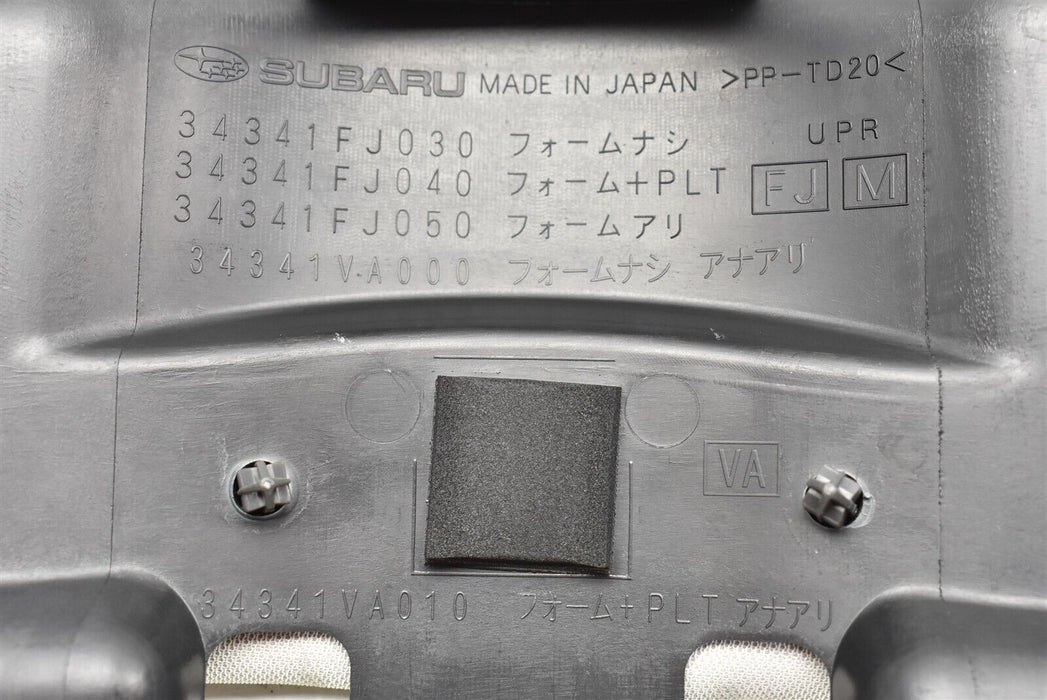 SUBARU MADE IN JAPAN >PP-TD20<
34341FJ030 フォームナシ UPR
34341FJ040 フォーム+PLT FJ M
34341FJ050 フォームアリ
34341VA000 フォームナシ アナアリ
VA
34341VA010 フォーム+PLT アナアリ